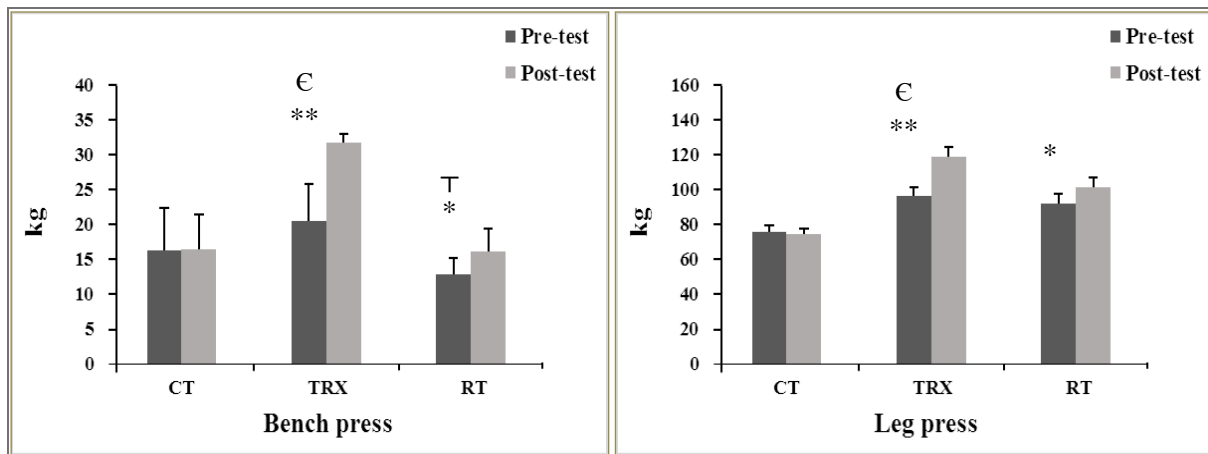 Pre-test
Post-test
40
35
30
25
20
15
10
5
0
kg
Є
**
T
*
CT TRX RT
Bench press
Pre-test
Post-test
160
140
120
100
80
60
40
20
0
kg
Є
**
*
CT TRX RT
Leg press